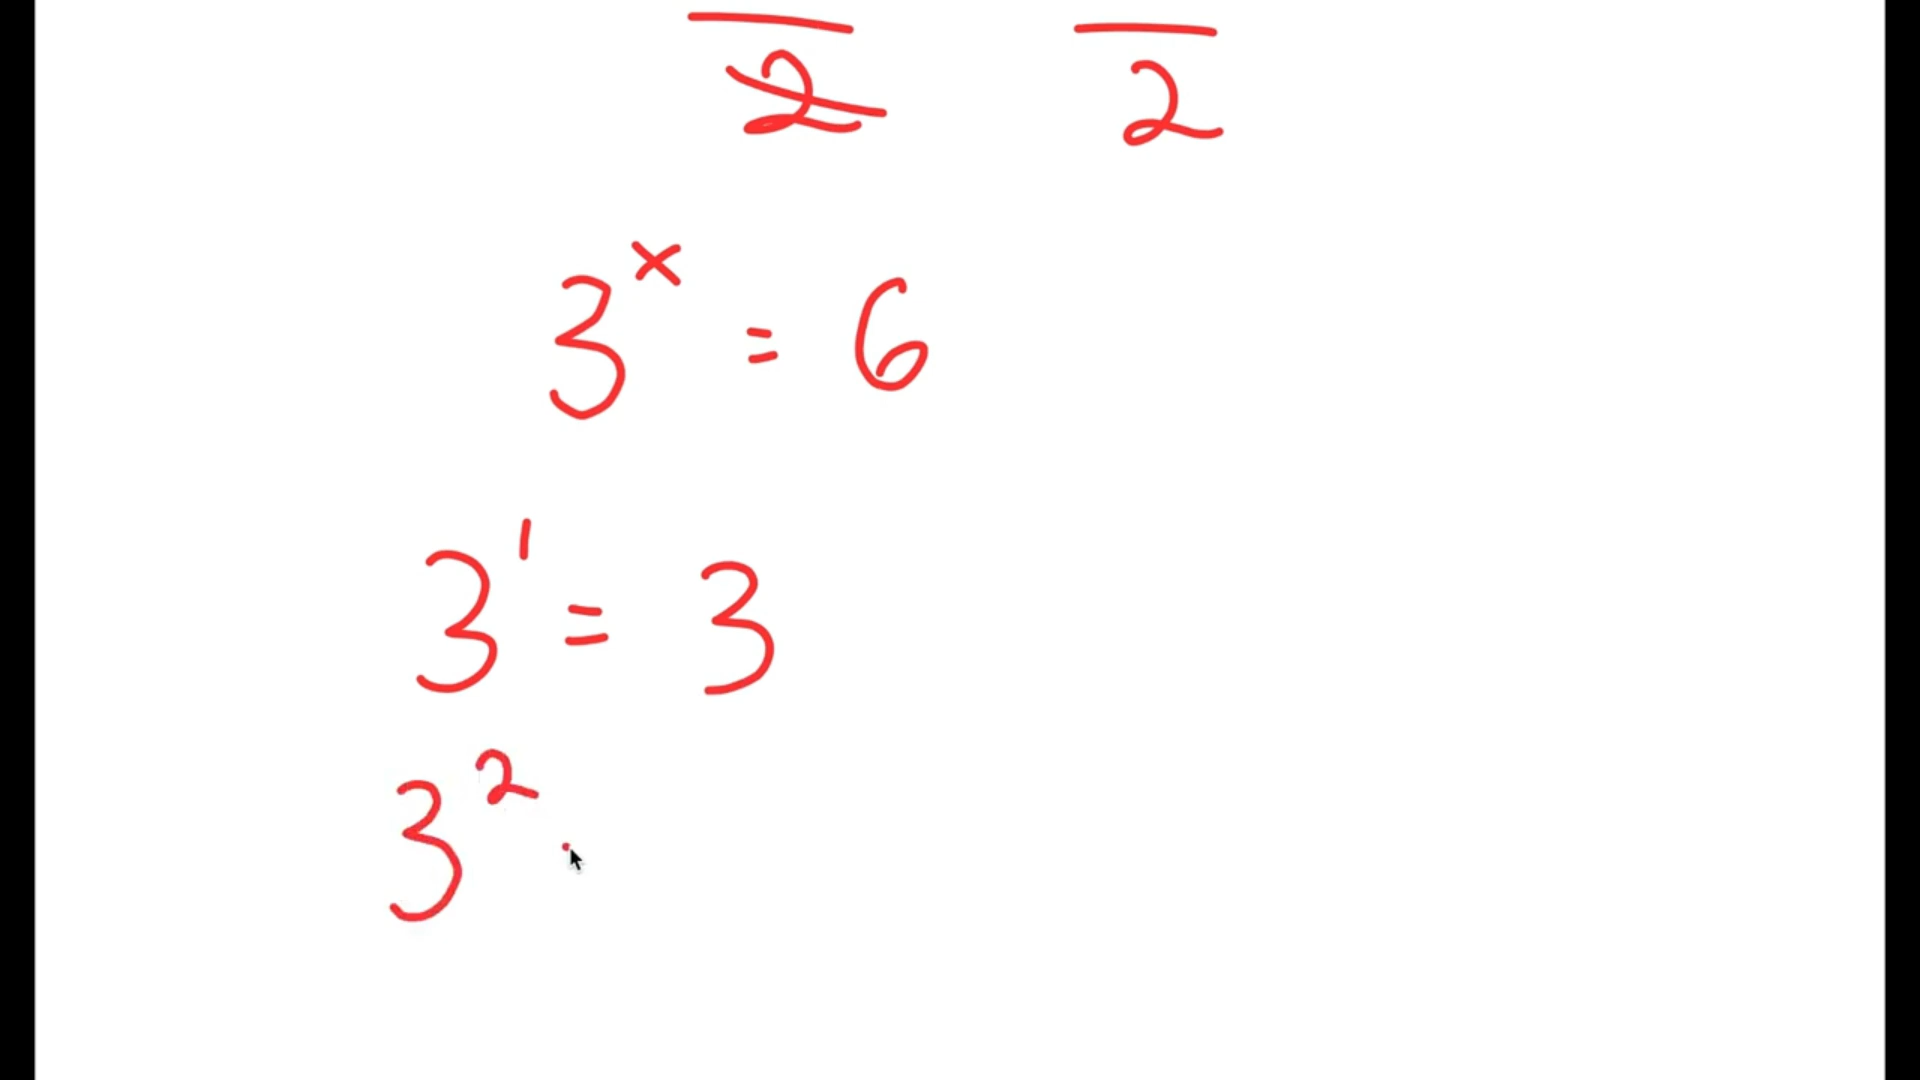 2 2
3^x = 6
3^1 = 3
3^2